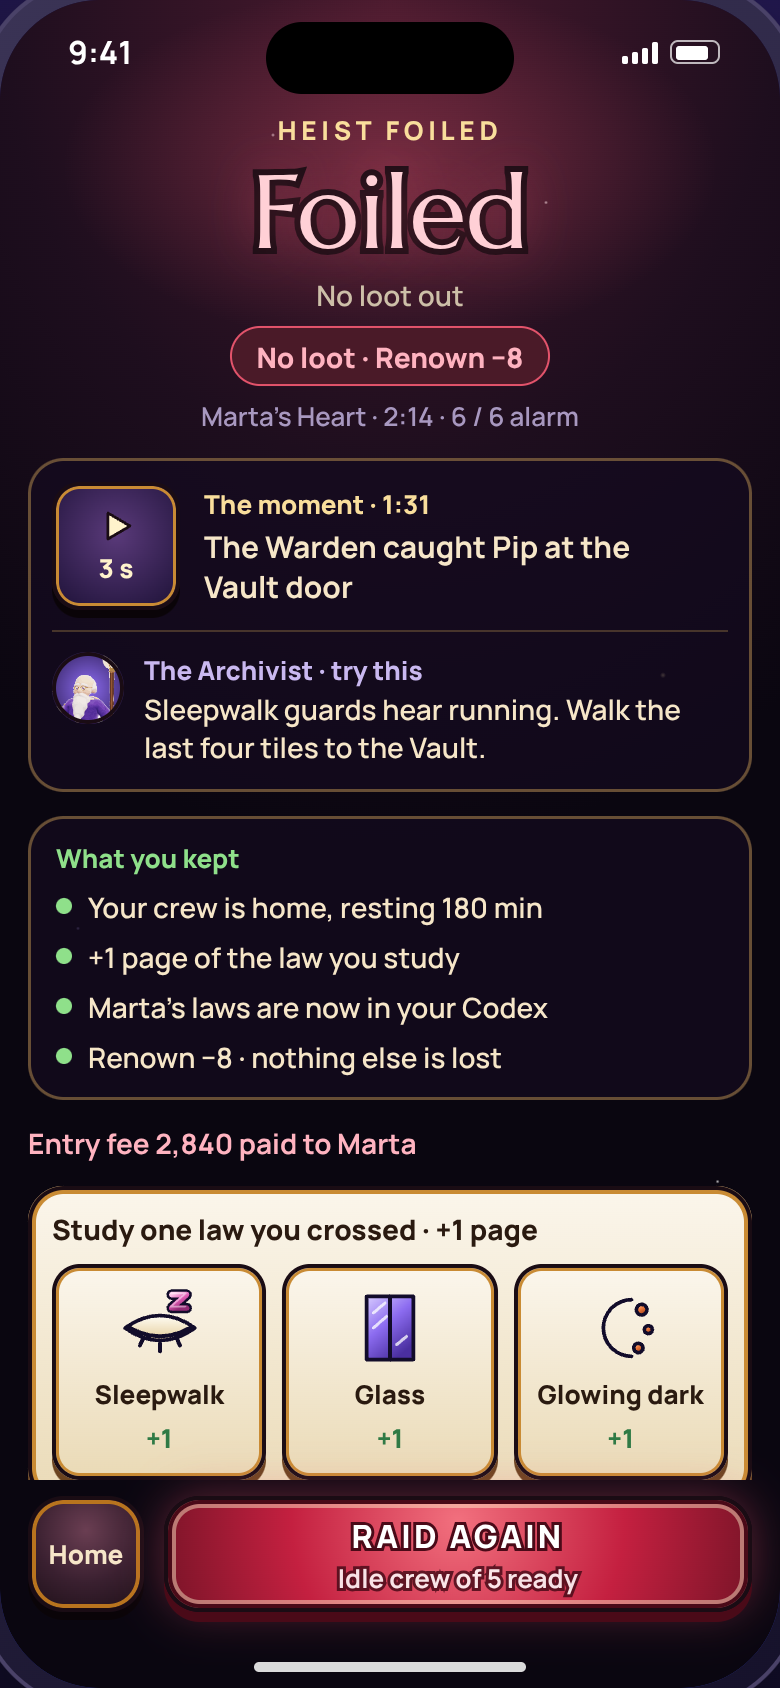 9:41
HEIST FOILED
Foiled
No loot out
No loot · Renown −8
Marta's Heart · 2:14 · 6 / 6 alarm
The moment · 1:31
3 s
The Warden caught Pip at the
Vault door
The Archivist · try this
Sleepwalk guards hear running. Walk the
last four tiles to the Vault.
What you kept
Your crew is home, resting 180 min
+1 page of the law you study
Marta's laws are now in your Codex
Renown −8 · nothing else is lost
Entry fee 2,840 paid to Marta
Study one law you crossed · +1 page
Z
Sleepwalk
+1
Glass
+1
Glowing dark
+1
Home
RAID AGAIN
Idle crew of 5 ready